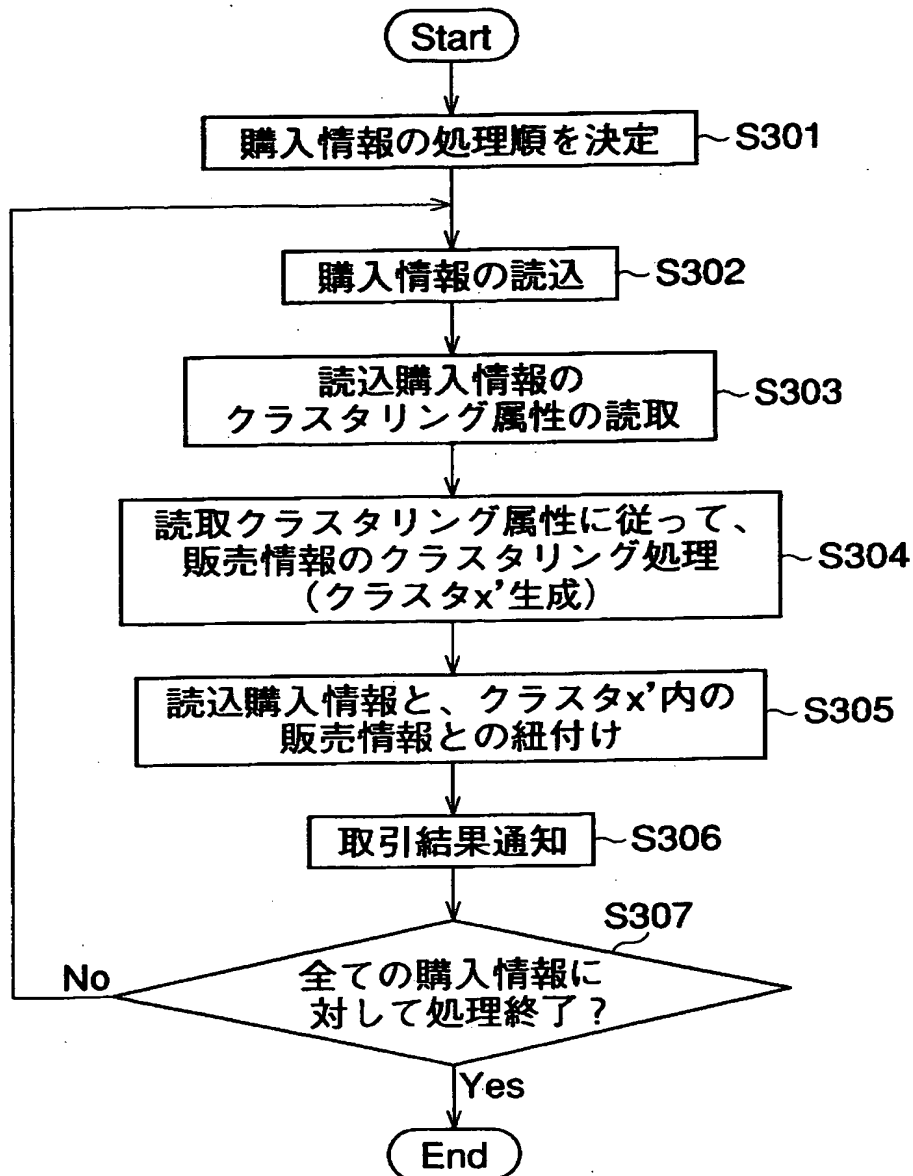 Start
購入情報の処理順を決定
S301
購入情報の読込
S302
読込購入情報の
クラスタリング属性の読取
S303
読取クラスタリング属性に従って、
販売情報のクラスタリング処理
（クラスタx’生成）
S304
読込購入情報と、クラスタx’内の
販売情報との紐付け
S305
取引結果通知
S306
S307
全ての購入情報に
対して処理終了？
No
Yes
End